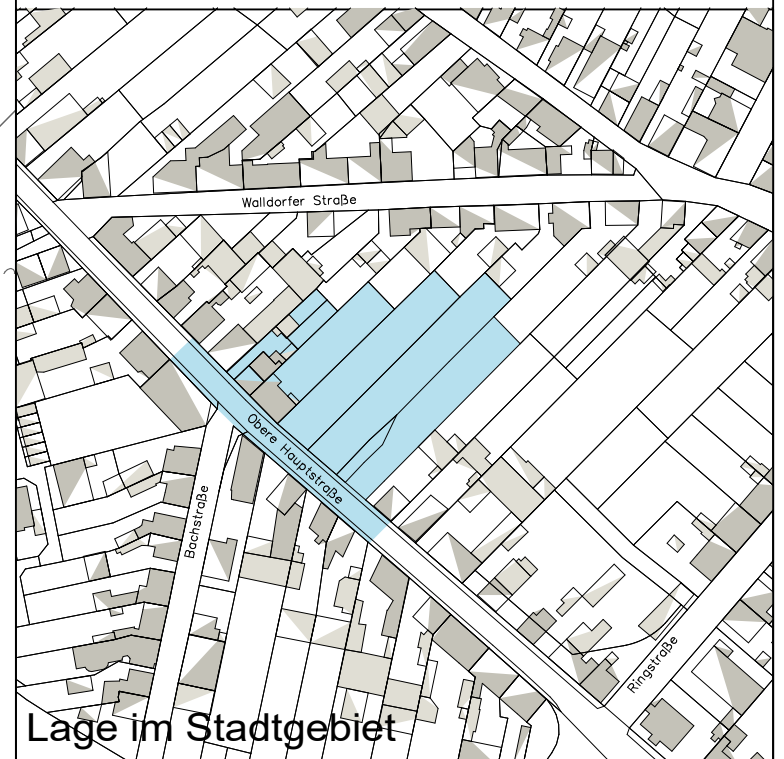 Walldorfer Straße
Obere Hauptstraße
Bachstraße
Ringstraße
Lage im Stadtgebiet